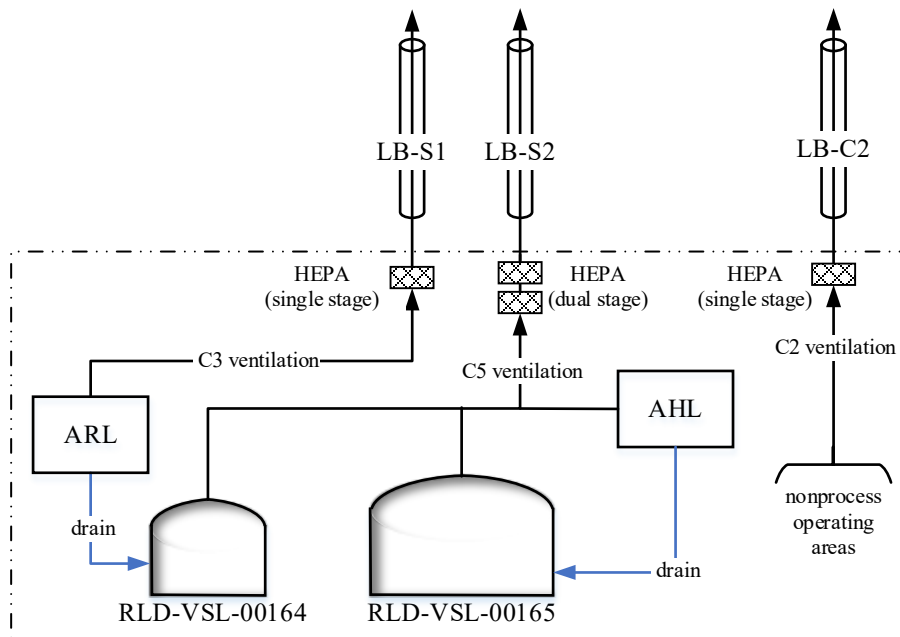 LB-S1
LB-S2
LB-C2
HEPA
(single stage)
HEPA
(dual stage)
HEPA
(single stage)
C3 ventilation
C5 ventilation
C2 ventilation
ARL
AHL
drain
nonprocess
operating
areas
drain
RLD-VSL-00164
RLD-VSL-00165